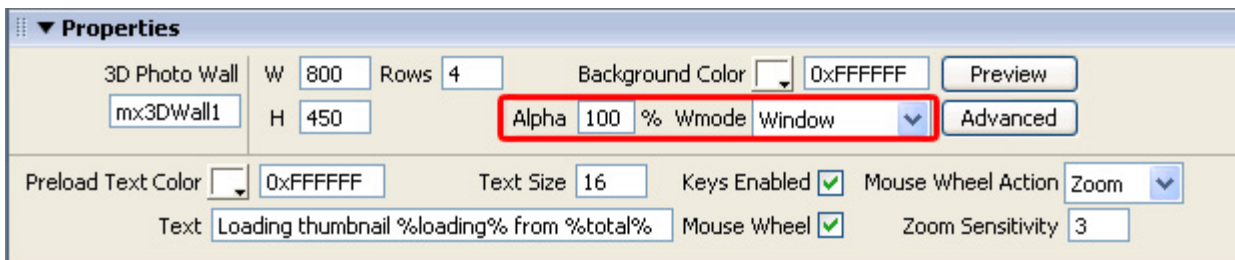 Properties
3D Photo Wall W 800 Rows 4 Background Color 0xFFFFFF Preview
mx3DWall1 H 450 Alpha 100 % Wmode Window Advanced
Preload Text Color 0xFFFFFF Text Size 16 Keys Enabled Mouse Wheel Action Zoom
Text Loading thumbnail %loading% from %total% Mouse Wheel Zoom Sensitivity 3